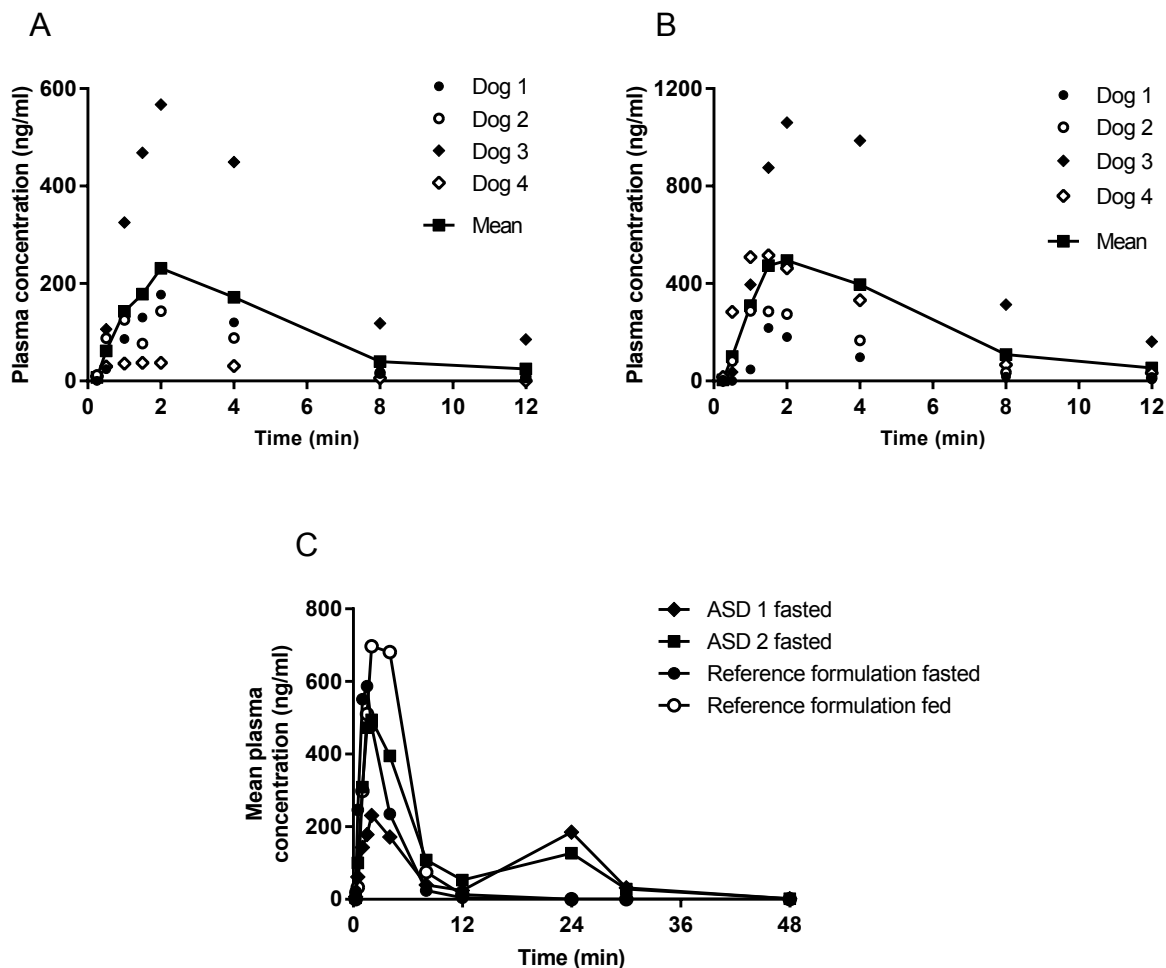 A
Plasma concentration (ng/ml)
600
400
200
0
0 2 4 6 8 10 12
Time (min)
Dog 1
Dog 2
Dog 3
Dog 4
Mean
B
Plasma concentration (ng/ml)
1200
800
400
0
0 2 4 6 8 10 12
Time (min)
Dog 1
Dog 2
Dog 3
Dog 4
Mean
C
Mean plasma
concentration (ng/ml)
800
600
400
200
0
0 12 24 36 48
Time (min)
ASD 1 fasted
ASD 2 fasted
Reference formulation fasted
Reference formulation fed